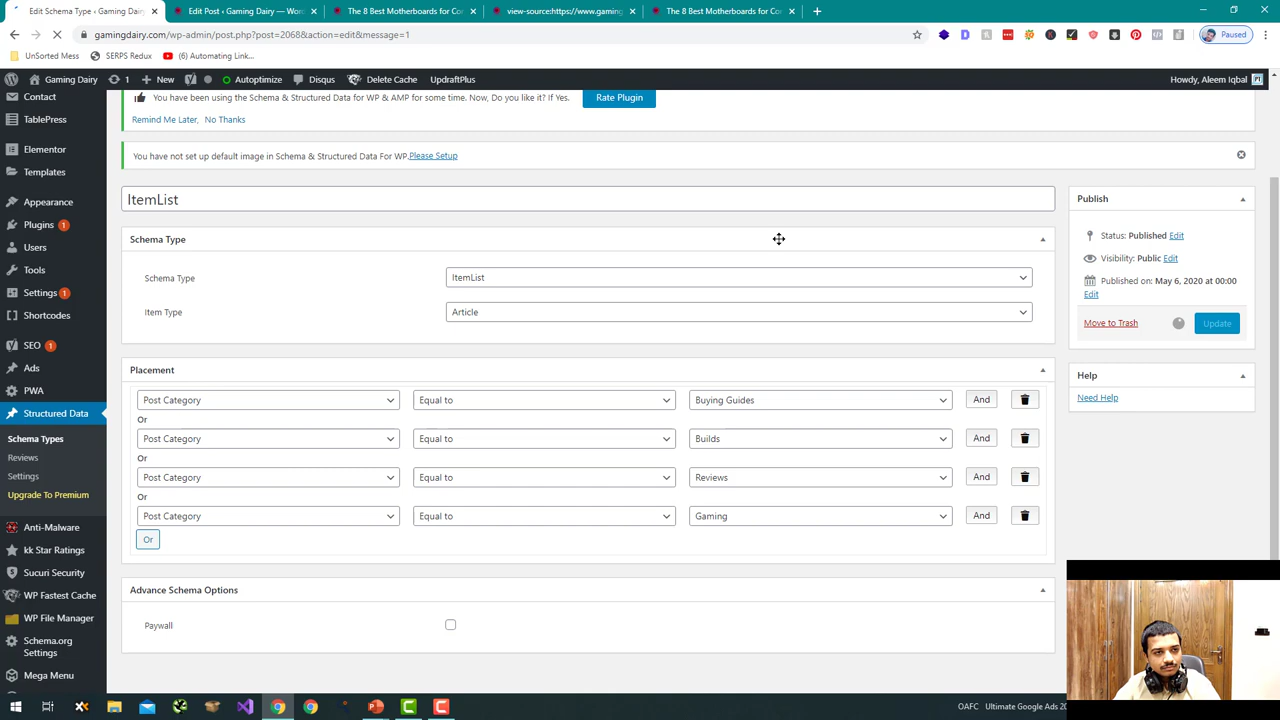 Edit Schema Type ‹ Gaming Dairy
Edit Post ‹ Gaming Dairy — Wor
The 8 Best Motherboards for Co
view-source:https://www.gaming
The 8 Best Motherboards for Co
gamingdairy.com/wp-admin/post.php?post=2068&action=edit&message=1
Paused
UnSorted Mess
SERPS Redux
(6) Automating Link...
Gaming Dairy
1
New
Autoptimize
Disqus
Delete Cache
UpdraftPlus
Howdy, Aleem Iqbal
Contact
TablePress
Elementor
Templates
Appearance
Plugins 1
Users
Tools
Settings 1
Shortcodes
SEO 1
Ads
PWA
Structured Data
Schema Types
Reviews
Settings
Upgrade To Premium
Anti-Malware
kk Star Ratings
Sucuri Security
WP Fastest Cache
WP File Manager
Schema.org
Settings
Mega Menu
You have been using the Schema & Structured Data for WP & AMP for some time. Now, Do you like it? If Yes.
Rate Plugin
Remind Me Later, No Thanks
You have not set up default image in Schema & Structured Data For WP.Please Setup
ItemList
Schema Type
Schema Type
ItemList
Item Type
Article
Placement
Post Category Equal to Buying Guides And
Or
Post Category Equal to Builds And
Or
Post Category Equal to Reviews And
Or
Post Category Equal to Gaming And
Or
Advance Schema Options
Paywall
Publish
Status: Published Edit
Visibility: Public Edit
Published on: May 6, 2020 at 00:00
Edit
Move to Trash
Update
Help
Need Help
OAFC
Ultimate Google Ads 20